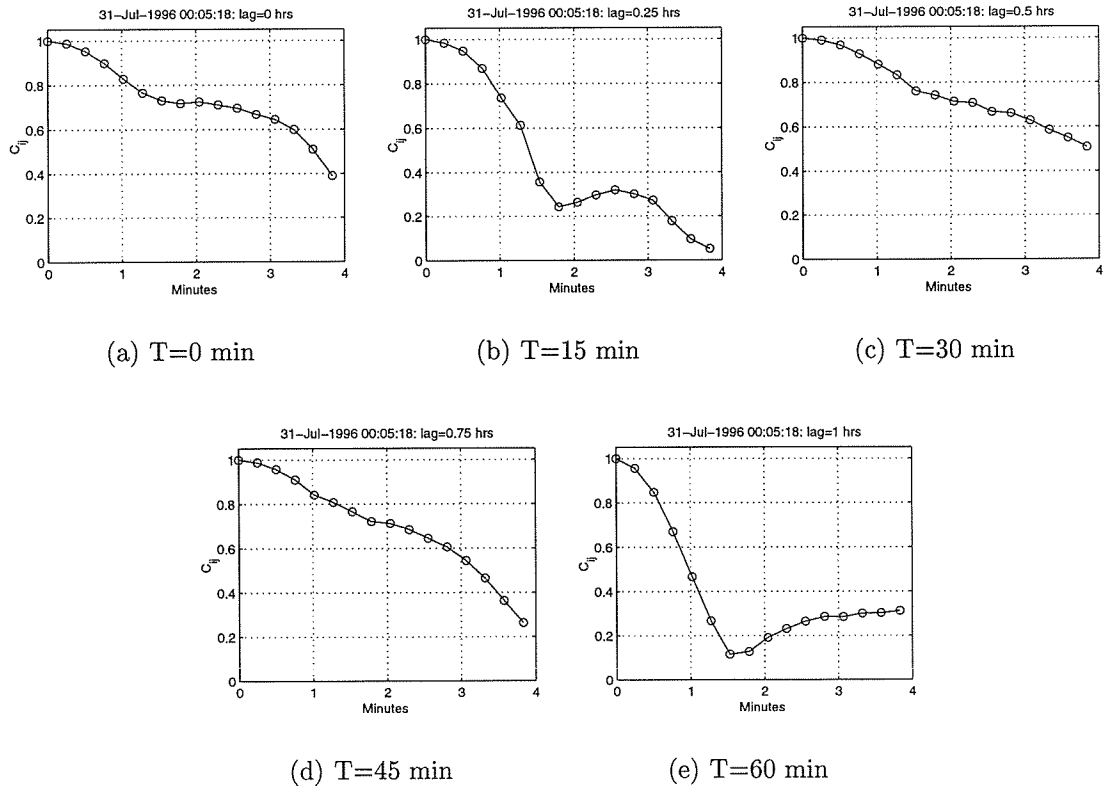 31-Jul-1996 00:05:18: lag=0 hrs
1
0.8
0.6
0.4
0.2
0
C_ij
0 1 2 3 4
Minutes
(a) T=0 min
31-Jul-1996 00:05:18: lag=0.25 hrs
1
0.8
0.6
0.4
0.2
0
C_ij
0 1 2 3 4
Minutes
(b) T=15 min
31-Jul-1996 00:05:18: lag=0.5 hrs
1
0.8
0.6
0.4
0.2
0
C_ij
0 1 2 3 4
Minutes
(c) T=30 min
31-Jul-1996 00:05:18: lag=0.75 hrs
1
0.8
0.6
0.4
0.2
0
C_ij
0 1 2 3 4
Minutes
(d) T=45 min
31-Jul-1996 00:05:18: lag=1 hrs
1
0.8
0.6
0.4
0.2
0
C_ij
0 1 2 3 4
Minutes
(e) T=60 min